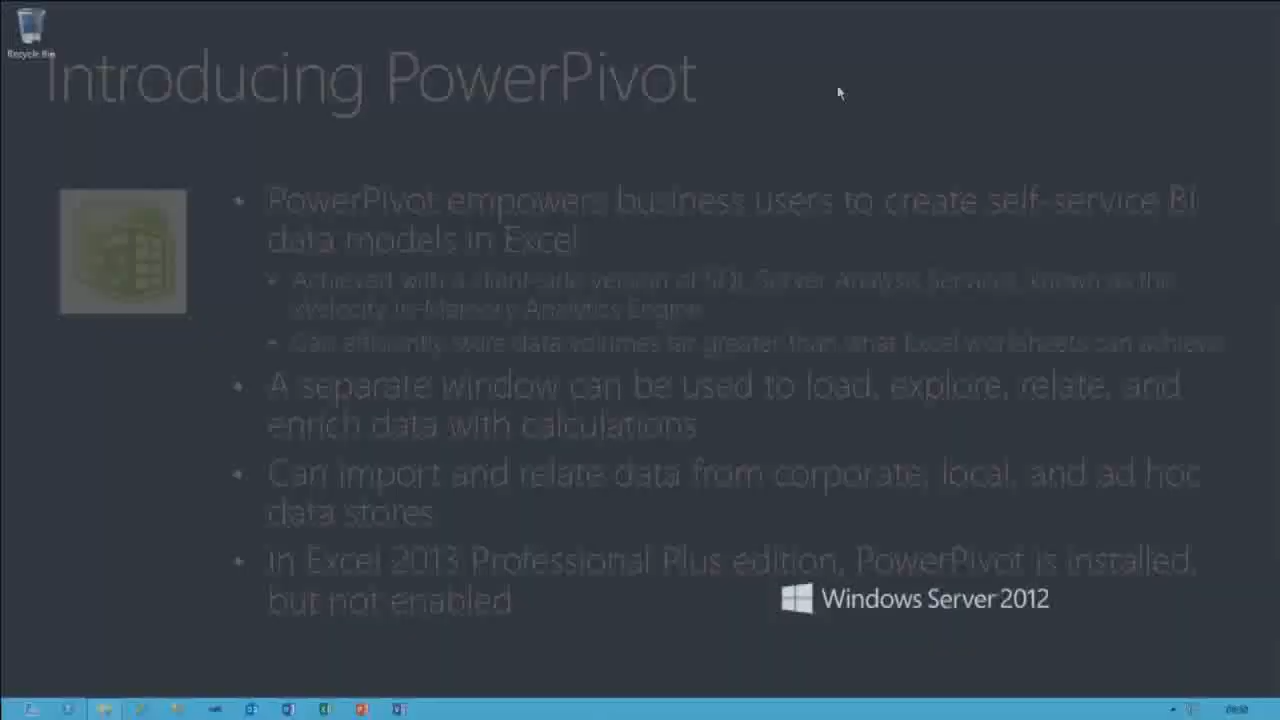 Recycle Bin
Introducing PowerPivot
• PowerPivot empowers business users to create self-service BI
data models in Excel
• Achieved with a client-side version of SQL Server Analysis Services, known as the
xVelocity In-Memory Analytics Engine
• Can efficiently store data volumes far greater than what Excel worksheets can achieve
• A separate window can be used to load, explore, relate, and
enrich data with calculations
• Can import and relate data from corporate, local, and ad hoc
data stores
• In Excel 2013 Professional Plus edition, PowerPivot is installed,
but not enabled
Windows Server 2012